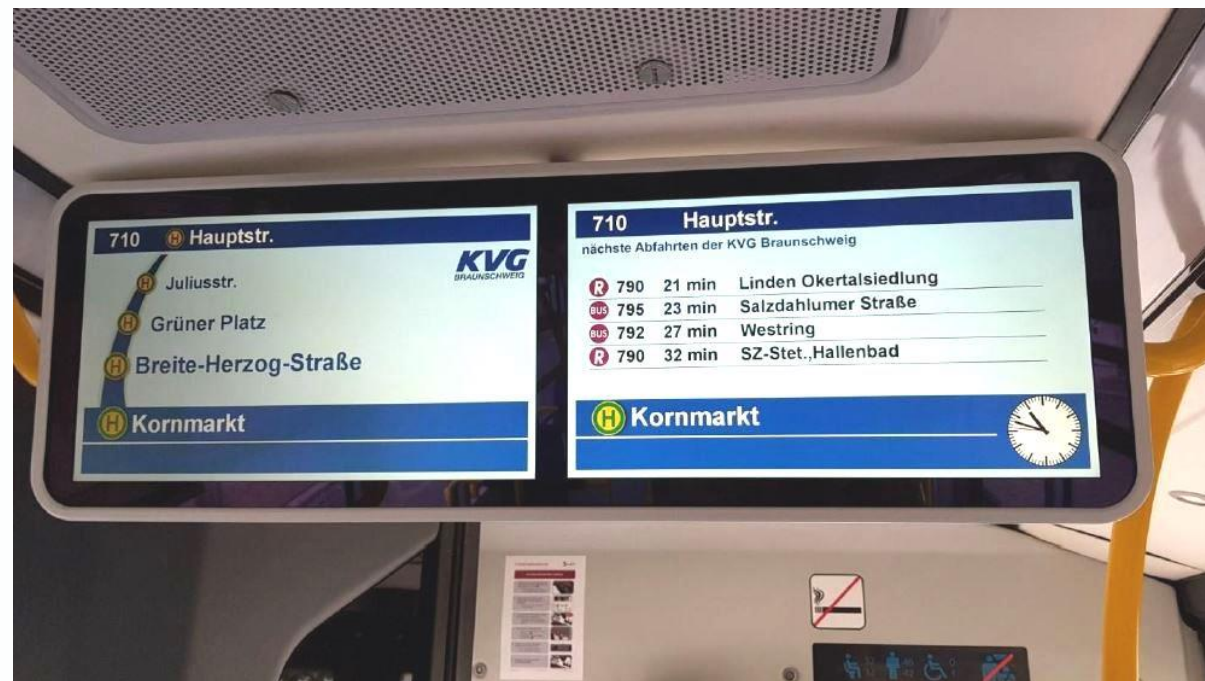 710 H Hauptstr.
KVG
BRAUNSCHWEIG
H Juliusstr.
H Grüner Platz
H Breite-Herzog-Straße
H Kornmarkt
710 Hauptstr.
nächste Abfahrten der KVG Braunschweig
R 790 21 min Linden Okertalsiedlung
BUS 795 23 min Salzdahlumer Straße
BUS 792 27 min Westring
R 790 32 min SZ-Stet.,Hallenbad
H Kornmarkt